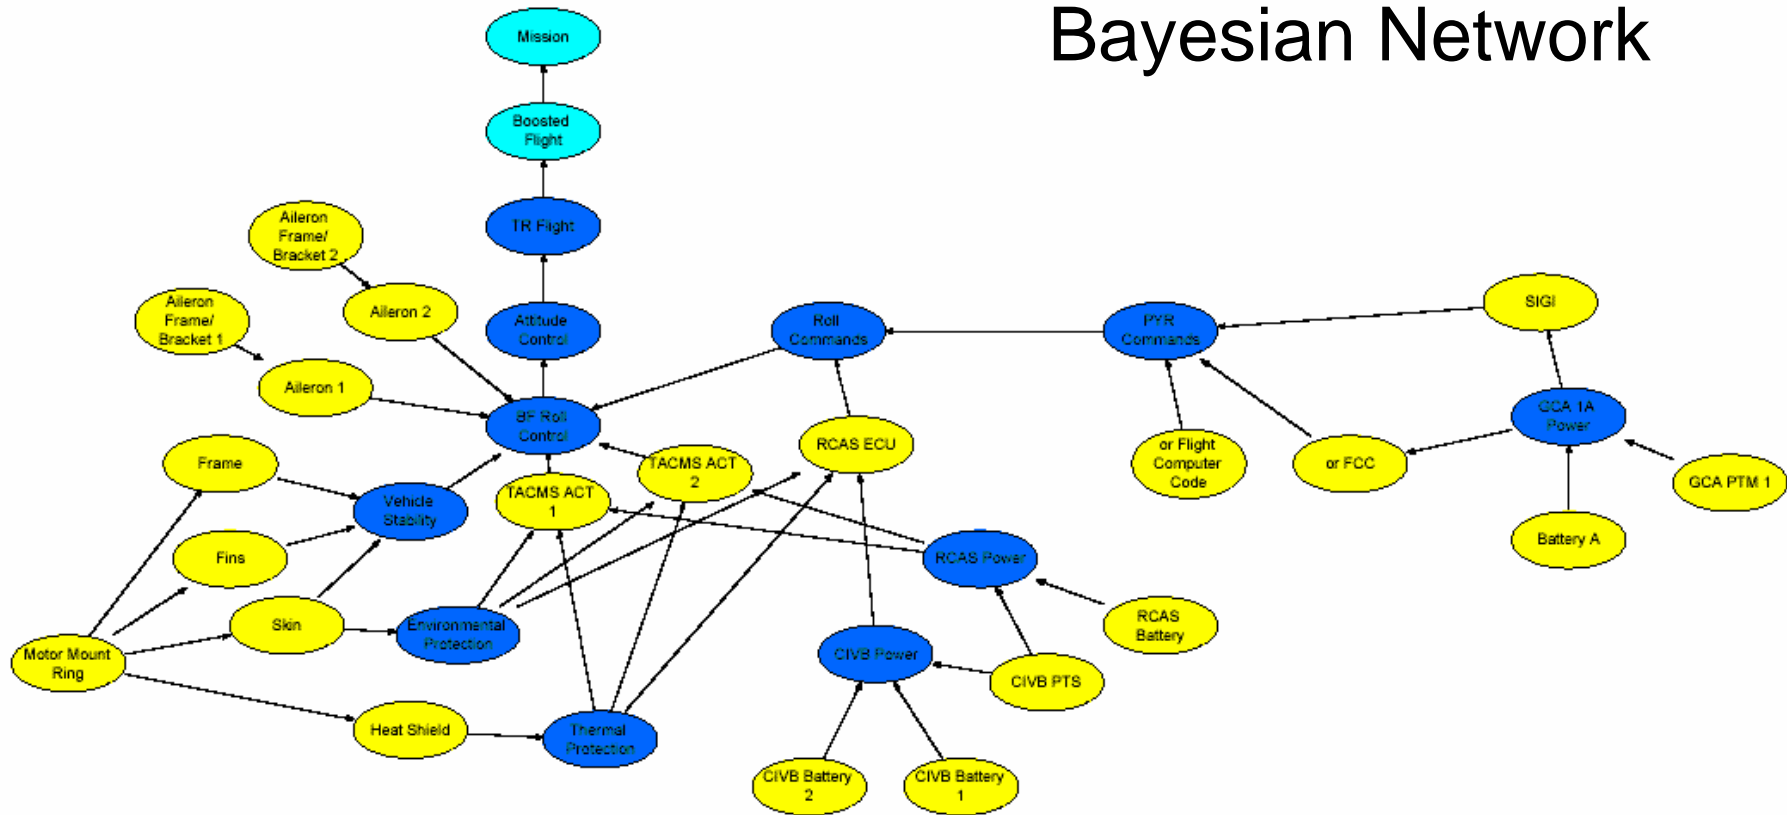 Bayesian Network
Mission
Boosted
Flight
TR Flight
Aileron
Frame/
Bracket 2
Aileron
Frame/
Bracket 1
Aileron 2
Attitude
Control
Roll
Commands
PYR
Commands
SIGI
Aileron 1
BF Roll
Control
GCA 1A
Power
RCAS ECU
or Flight
Computer
Code
or FCC
GCA PTM 1
Frame
TACMS ACT
2
TACMS ACT
1
Vehicle
Stability
Battery A
Fins
RCAS Power
Skin
Environmental
Protection
RCAS
Battery
Motor Mount
Ring
CIVB Power
CIVB PTS
Heat Shield
Thermal
Protection
CIVB Battery
2
CIVB Battery
1